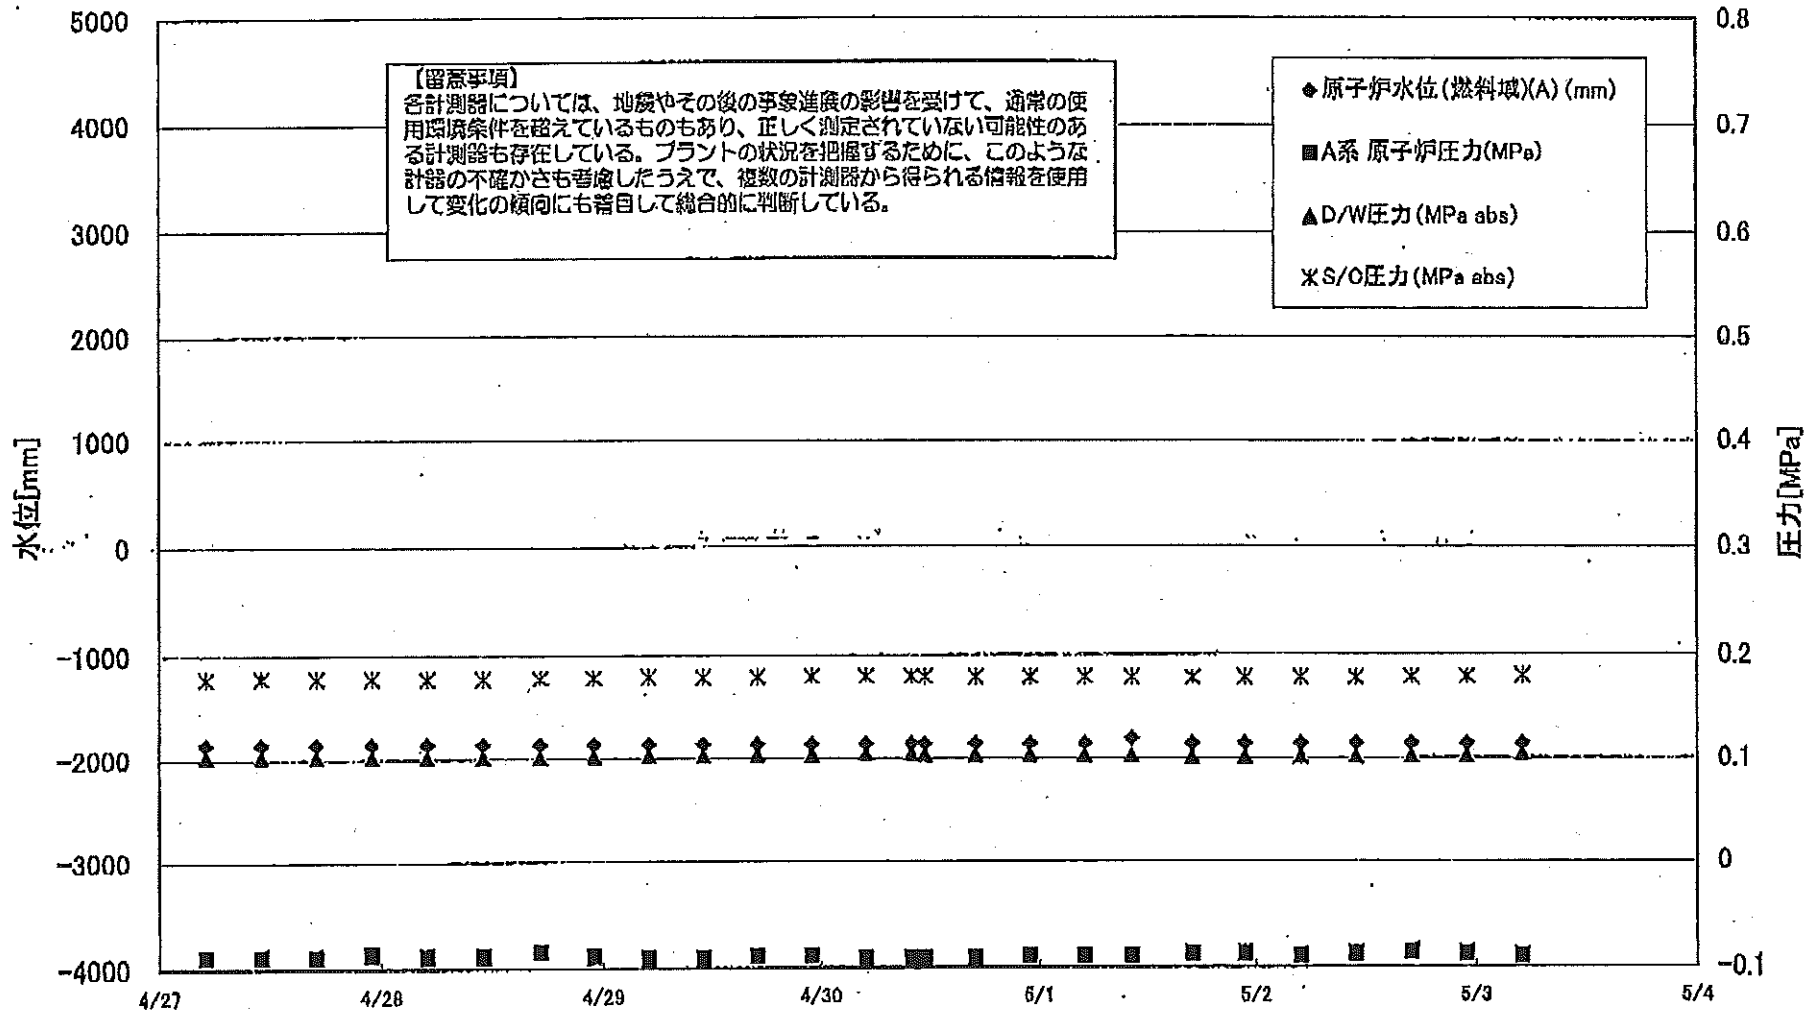 5000
4000
3000
2000
1000
0
-1000
-2000
-3000
-4000
水位[mm]
【留意事項】
各計測器については、地震やその後の事象進展の影響を受けて、通常の使
用環境条件を超えているものもあり、正しく測定されていない可能性のあ
る計測器も存在している。プラントの状況を把握するために、このような
計器の不確かさも考慮したうえで、複数の計測器から得られる情報を使用
して変化の傾向にも着目して総合的に判断している。
◆原子炉水位(燃料域)(A) (mm)
■A系 原子炉圧力(MPa)
▲D/W圧力(MPa abs)
✳S/C圧力(MPa abs)
0.8
0.7
0.6
0.5
0.4
0.3
0.2
0.1
0
-0.1
圧力[MPa]
4/27 4/28 4/29 4/30 5/1 5/2 5/3 5/4